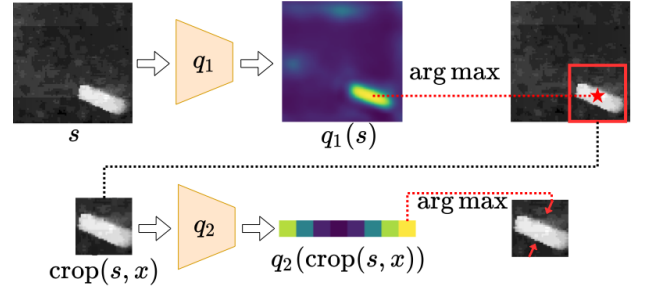 q₁
arg max
s
q₁(s)
q₂
arg max
crop(s, x)
q₂(crop(s, x))